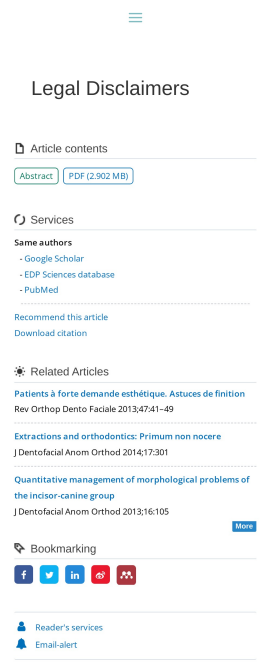 Legal Disclaimers
Article contents
Abstract PDF (2.902 MB)
Services
Same authors
- Google Scholar
- EDP Sciences database
- PubMed
Recommend this article
Download citation
Related Articles
Patients à forte demande esthétique. Astuces de finition
Rev Orthop Dento Faciale 2013;47:41–49
Extractions and orthodontics: Primum non nocere
J Dentofacial Anom Orthod 2014;17:301
Quantitative management of morphological problems of
the incisor-canine group
J Dentofacial Anom Orthod 2013;16:105
More
Bookmarking
Reader's services
Email-alert